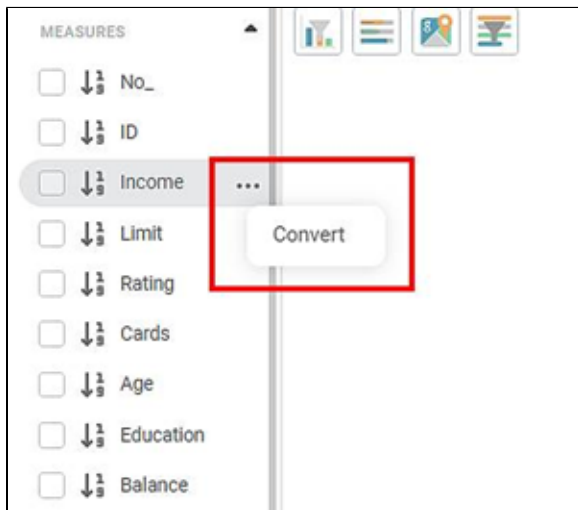 MEASURES
No_
ID
Income
Convert
Limit
Rating
Cards
Age
Education
Balance